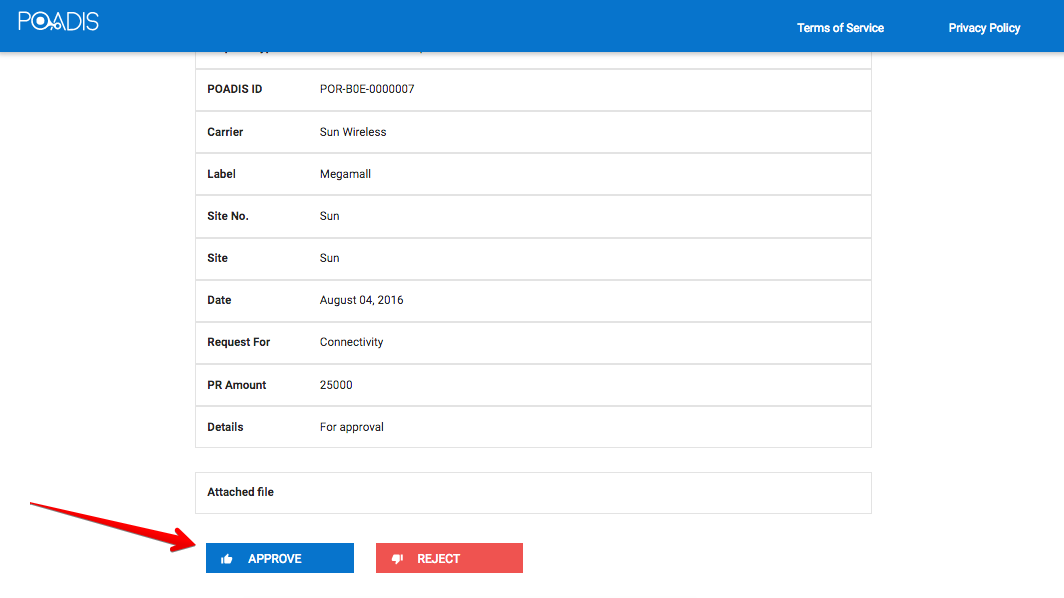 POADIS
Terms of Service Privacy Policy
POADIS ID POR-B0E-0000007
Carrier Sun Wireless
Label Megamall
Site No. Sun
Site Sun
Date August 04, 2016
Request For Connectivity
PR Amount 25000
Details For approval
Attached file
APPROVE REJECT